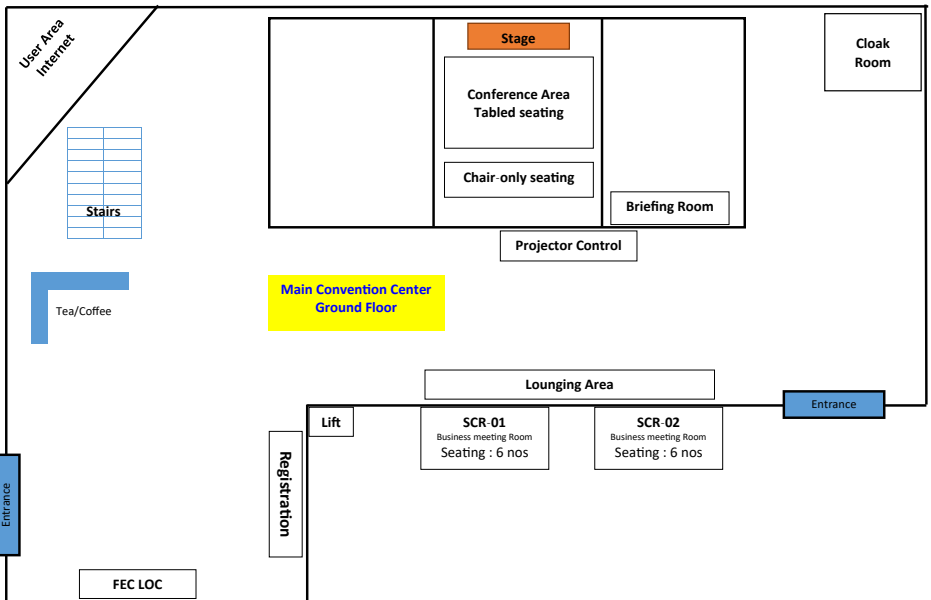 User Area
Internet
Stage
Cloak
Room
Conference Area
Tabled seating
Chair-only seating
Briefing Room
Stairs
Projector Control
Main Convention Center
Ground Floor
Tea/Coffee
Lounging Area
Entrance
Lift
SCR-01
Business meeting Room
Seating : 6 nos
SCR-02
Business meeting Room
Seating : 6 nos
Registration
Entrance
FEC LOC